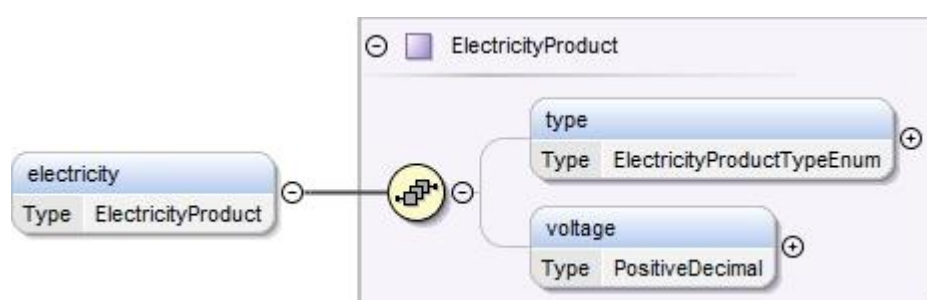 ElectricityProduct
type
Type ElectricityProductTypeEnum
electricity
Type ElectricityProduct
voltage
Type PositiveDecimal